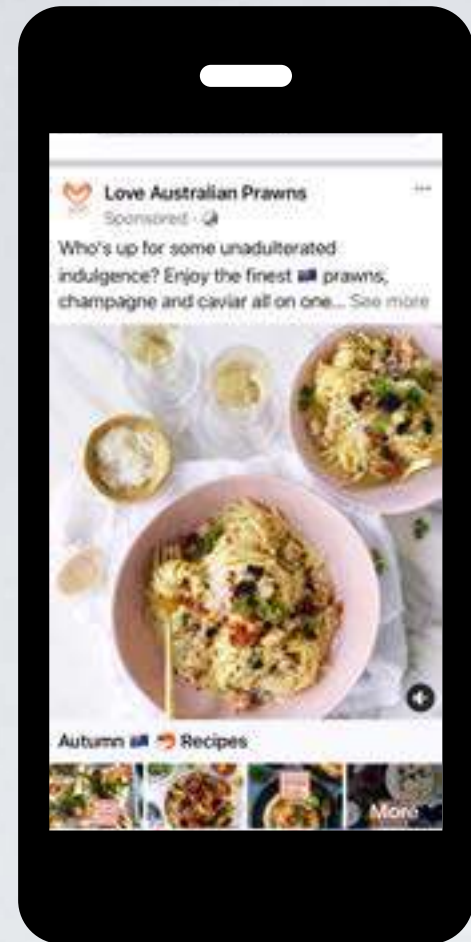 Love Australian Prawns
Sponsored ·
Who's up for some unadulterated
indulgence? Enjoy the finest 🇦🇺 prawns,
champagne and caviar all on one... See more
Autumn 🇦🇺 🍤 Recipes
More